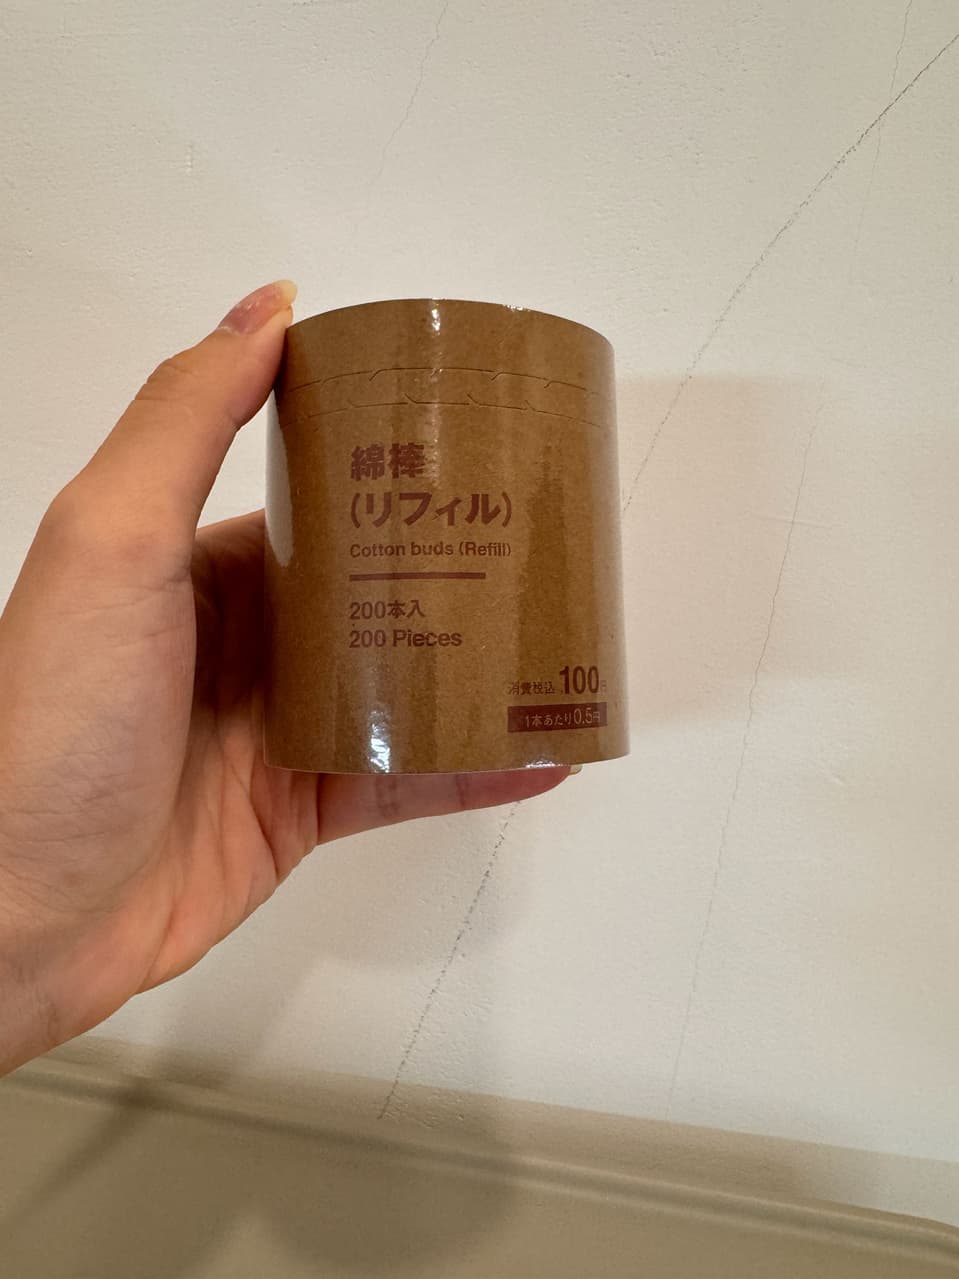 綿棒
(リフィル)
Cotton buds (Refill)
200本入
200 Pieces
消費税込 100円
1本あたり0.5円